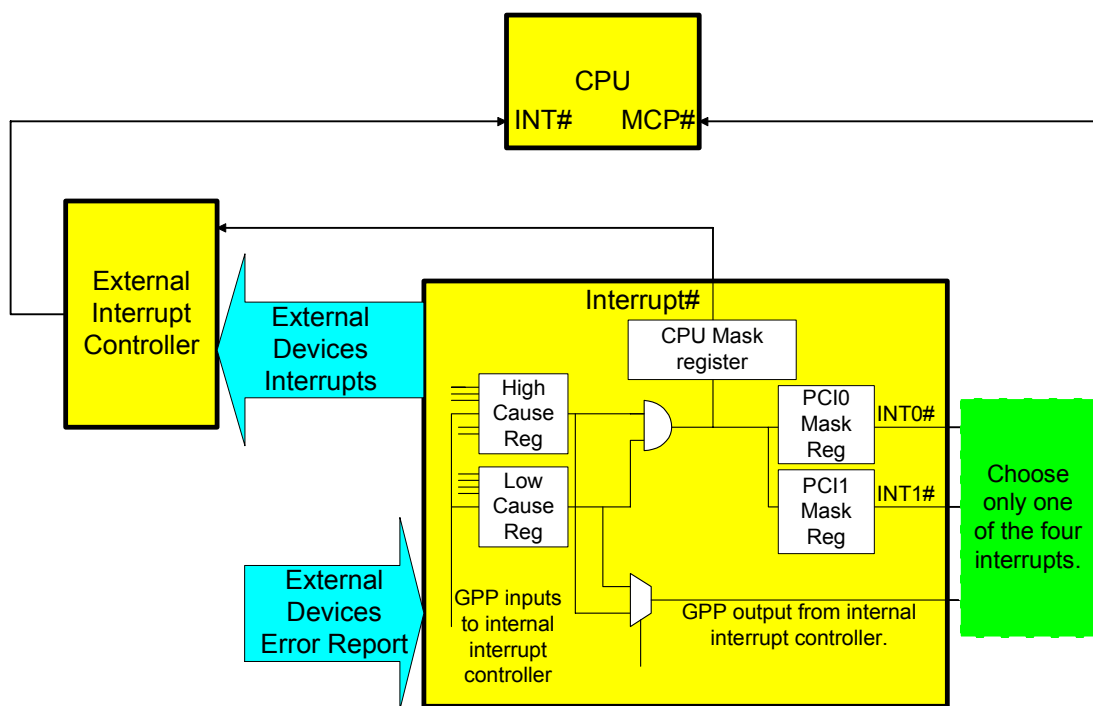 CPU
INT# MCP#
External
Interrupt
Controller
External
Devices
Interrupts
Interrupt#
CPU Mask
register
High
Cause
Reg
PCI0
Mask
Reg
INT0#
Low
Cause
Reg
PCI1
Mask
Reg
INT1#
Choose
only one
of the four
interrupts.
External
Devices
Error Report
GPP inputs
to internal
interrupt
controller
GPP output from internal
interrupt controller.